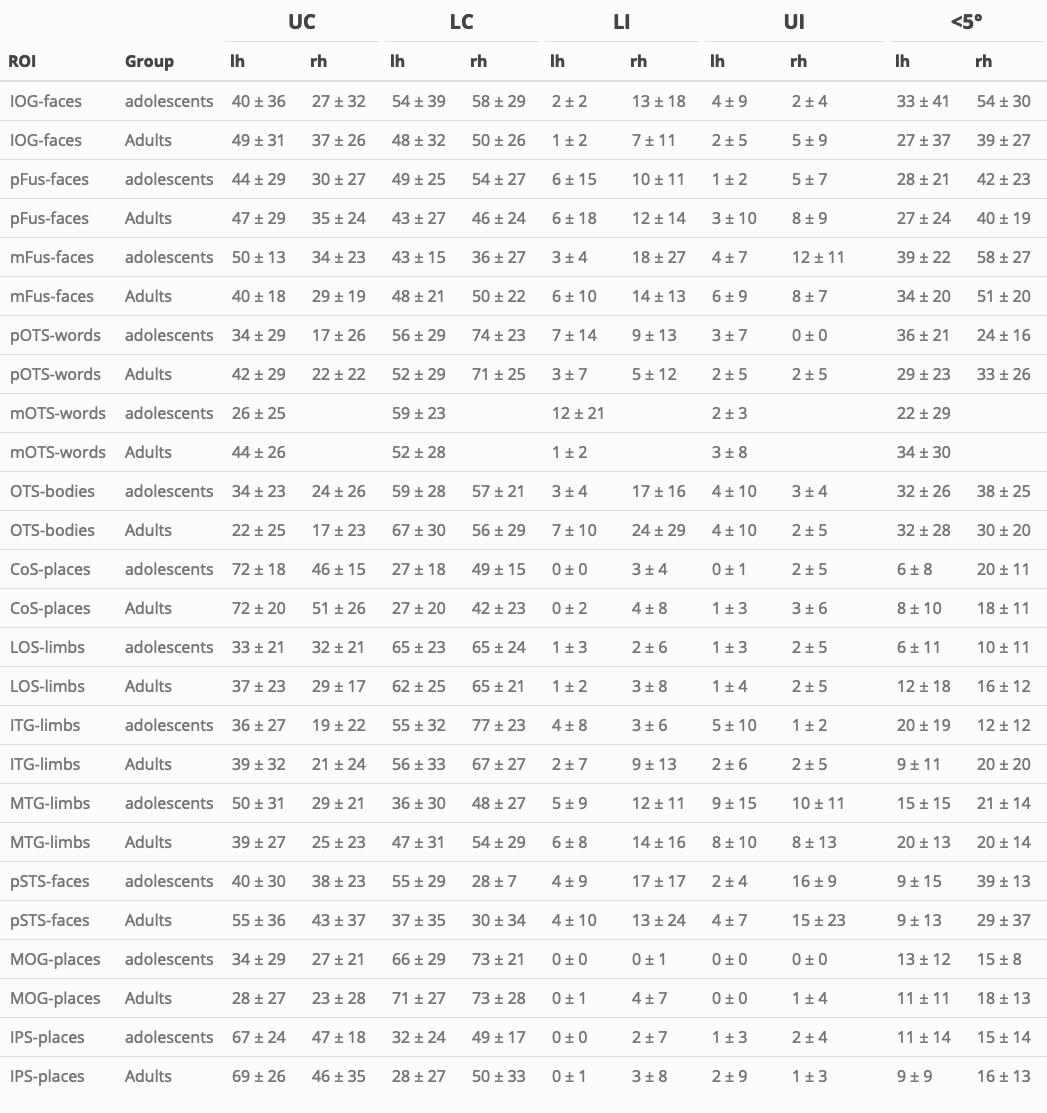 UC LC LI UI <5°
ROI Group lh rh lh rh lh rh lh rh lh rh
IOG-faces adolescents 40 ± 36 27 ± 32 54 ± 39 58 ± 29 2 ± 2 13 ± 18 4 ± 9 2 ± 4 33 ± 41 54 ± 30
IOG-faces Adults 49 ± 31 37 ± 26 48 ± 32 50 ± 26 1 ± 2 7 ± 11 2 ± 5 5 ± 9 27 ± 37 39 ± 27
pFus-faces adolescents 44 ± 29 30 ± 27 49 ± 25 54 ± 27 6 ± 15 10 ± 11 1 ± 2 5 ± 7 28 ± 21 42 ± 23
pFus-faces Adults 47 ± 29 35 ± 24 43 ± 27 46 ± 24 6 ± 18 12 ± 14 3 ± 10 8 ± 9 27 ± 24 40 ± 19
mFus-faces adolescents 50 ± 13 34 ± 23 43 ± 15 36 ± 27 3 ± 4 18 ± 27 4 ± 7 12 ± 11 39 ± 22 58 ± 27
mFus-faces Adults 40 ± 18 29 ± 19 48 ± 21 50 ± 22 6 ± 10 14 ± 13 6 ± 9 8 ± 7 34 ± 20 51 ± 20
pOTS-words adolescents 34 ± 29 17 ± 26 56 ± 29 74 ± 23 7 ± 14 9 ± 13 3 ± 7 0 ± 0 36 ± 21 24 ± 16
pOTS-words Adults 42 ± 29 22 ± 22 52 ± 29 71 ± 25 3 ± 7 5 ± 12 2 ± 5 2 ± 5 29 ± 23 33 ± 26
mOTS-words adolescents 26 ± 25 59 ± 23 12 ± 21 2 ± 3 22 ± 29
mOTS-words Adults 44 ± 26 52 ± 28 1 ± 2 3 ± 8 34 ± 30
OTS-bodies adolescents 34 ± 23 24 ± 26 59 ± 28 57 ± 21 3 ± 4 17 ± 16 4 ± 10 3 ± 4 32 ± 26 38 ± 25
OTS-bodies Adults 22 ± 25 17 ± 23 67 ± 30 56 ± 29 7 ± 10 24 ± 29 4 ± 10 2 ± 5 32 ± 28 30 ± 20
CoS-places adolescents 72 ± 18 46 ± 15 27 ± 18 49 ± 15 0 ± 0 3 ± 4 0 ± 1 2 ± 5 6 ± 8 20 ± 11
CoS-places Adults 72 ± 20 51 ± 26 27 ± 20 42 ± 23 0 ± 2 4 ± 8 1 ± 3 3 ± 6 8 ± 10 18 ± 11
LOS-limbs adolescents 33 ± 21 32 ± 21 65 ± 23 65 ± 24 1 ± 3 2 ± 6 1 ± 3 2 ± 5 6 ± 11 10 ± 11
LOS-limbs Adults 37 ± 23 29 ± 17 62 ± 25 65 ± 21 1 ± 2 3 ± 8 1 ± 4 2 ± 5 12 ± 18 16 ± 12
ITG-limbs adolescents 36 ± 27 19 ± 22 55 ± 32 77 ± 23 4 ± 8 3 ± 6 5 ± 10 1 ± 2 20 ± 19 12 ± 12
ITG-limbs Adults 39 ± 32 21 ± 24 56 ± 33 67 ± 27 2 ± 7 9 ± 13 2 ± 6 2 ± 5 9 ± 11 20 ± 20
MTG-limbs adolescents 50 ± 31 29 ± 21 36 ± 30 48 ± 27 5 ± 9 12 ± 11 9 ± 15 10 ± 11 15 ± 15 21 ± 14
MTG-limbs Adults 39 ± 27 25 ± 23 47 ± 31 54 ± 29 6 ± 8 14 ± 16 8 ± 10 8 ± 13 20 ± 13 20 ± 14
pSTS-faces adolescents 40 ± 30 38 ± 23 55 ± 29 28 ± 7 4 ± 9 17 ± 17 2 ± 4 16 ± 9 9 ± 15 39 ± 13
pSTS-faces Adults 55 ± 36 43 ± 37 37 ± 35 30 ± 34 4 ± 10 13 ± 24 4 ± 7 15 ± 23 9 ± 13 29 ± 37
MOG-places adolescents 34 ± 29 27 ± 21 66 ± 29 73 ± 21 0 ± 0 0 ± 1 0 ± 0 0 ± 0 13 ± 12 15 ± 8
MOG-places Adults 28 ± 27 23 ± 28 71 ± 27 73 ± 28 0 ± 1 4 ± 7 0 ± 0 1 ± 4 11 ± 11 18 ± 13
IPS-places adolescents 67 ± 24 47 ± 18 32 ± 24 49 ± 17 0 ± 0 2 ± 7 1 ± 3 2 ± 4 11 ± 14 15 ± 14
IPS-places Adults 69 ± 26 46 ± 35 28 ± 27 50 ± 33 0 ± 1 3 ± 8 2 ± 9 1 ± 3 9 ± 9 16 ± 13